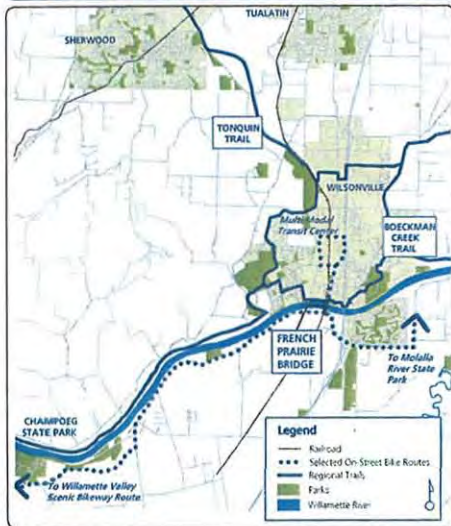 TUALATIN
SHERWOOD
TONQUIN
TRAIL
WILSONVILLE
Multi-Modal
Transit Center
BOECKMAN
CREEK
TRAIL
FRENCH
PRAIRIE
BRIDGE
To Molalla
River State
Park
CHAMPOEG
STATE PARK
To Willamette Valley
Scenic Bikeway Route
Legend
Railroad
Selected On-Street Bike Routes
Regional Trails
Parks
Willamette River